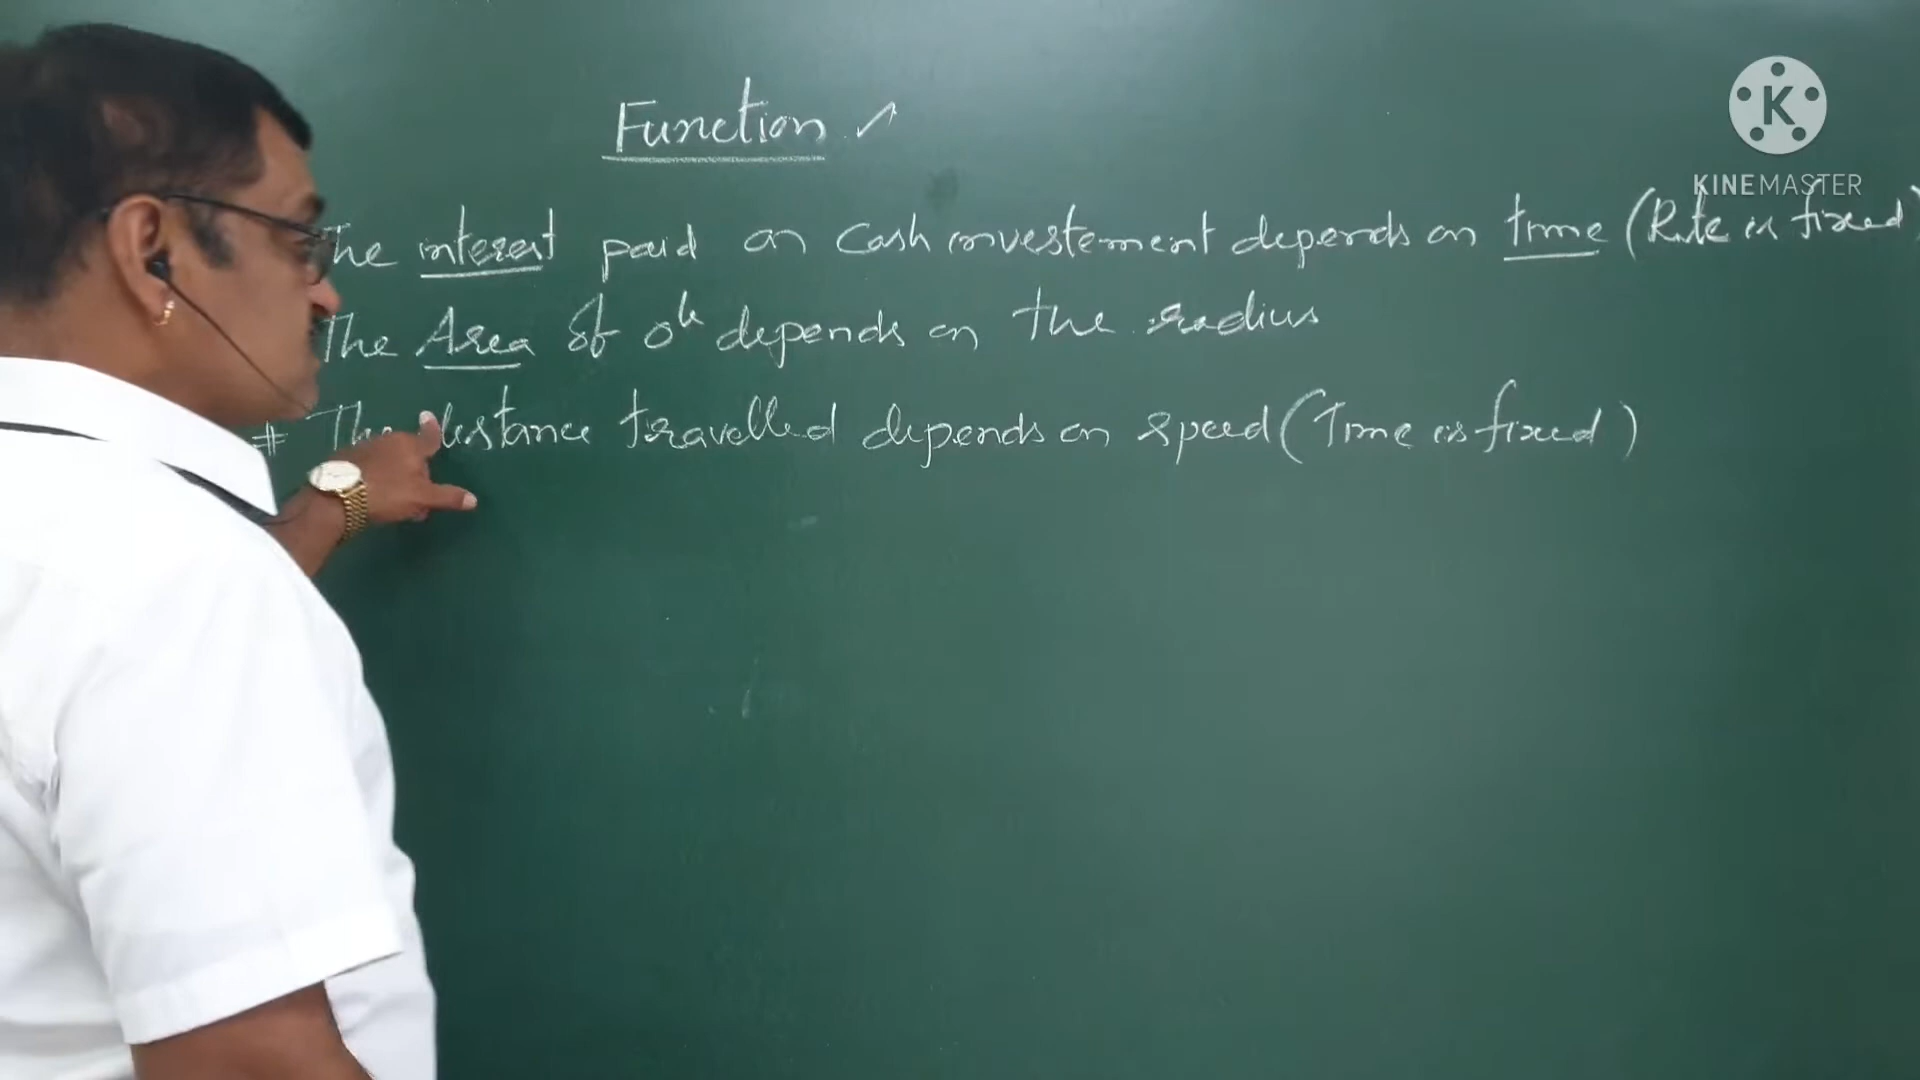 Function
KINEMASTER
The interest paid on cash investement depends on time (Rate is fixed)
The Area of Ole depends on the radius
# The distance travelled depends on speed (Time is fixed)